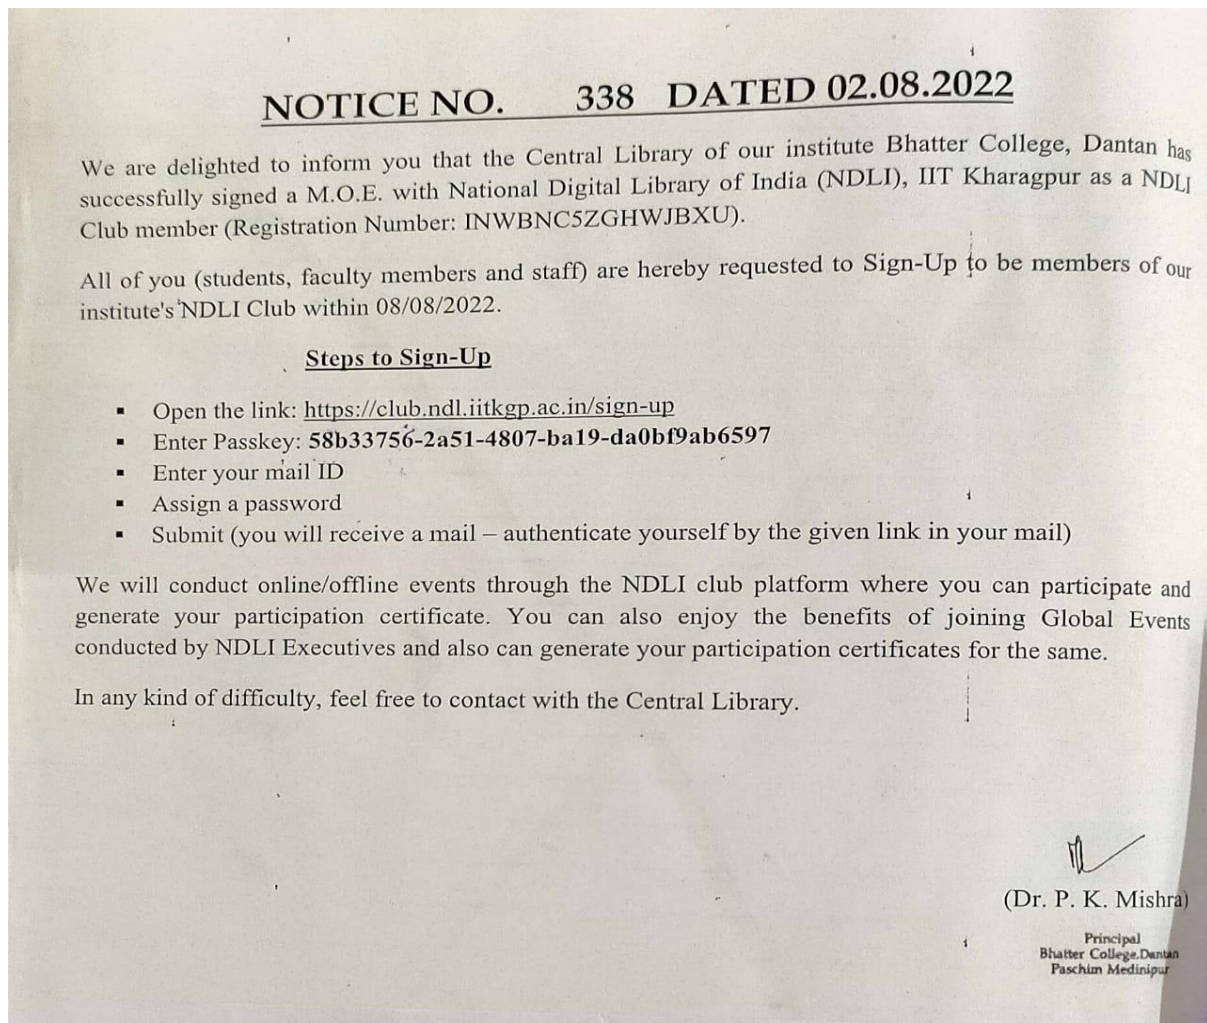 NOTICE NO. 338 DATED 02.08.2022
We are delighted to inform you that the Central Library of our institute Bhatter College, Dantan has
successfully signed a M.O.E. with National Digital Library of India (NDLI), IIT Kharagpur as a NDLI
Club member (Registration Number: INWBNC5ZGHWJBXU).
All of you (students, faculty members and staff) are hereby requested to Sign-Up to be members of our
institute's NDLI Club within 08/08/2022.
Steps to Sign-Up
▪ Open the link: https://club.ndl.iitkgp.ac.in/sign-up
▪ Enter Passkey: 58b33756-2a51-4807-ba19-da0bf9ab6597
▪ Enter your mail ID
▪ Assign a password
▪ Submit (you will receive a mail – authenticate yourself by the given link in your mail)
We will conduct online/offline events through the NDLI club platform where you can participate and
generate your participation certificate. You can also enjoy the benefits of joining Global Events
conducted by NDLI Executives and also can generate your participation certificates for the same.
In any kind of difficulty, feel free to contact with the Central Library.
(Dr. P. K. Mishra)
Principal
Bhatter College,Dantan
Paschim Medinipur